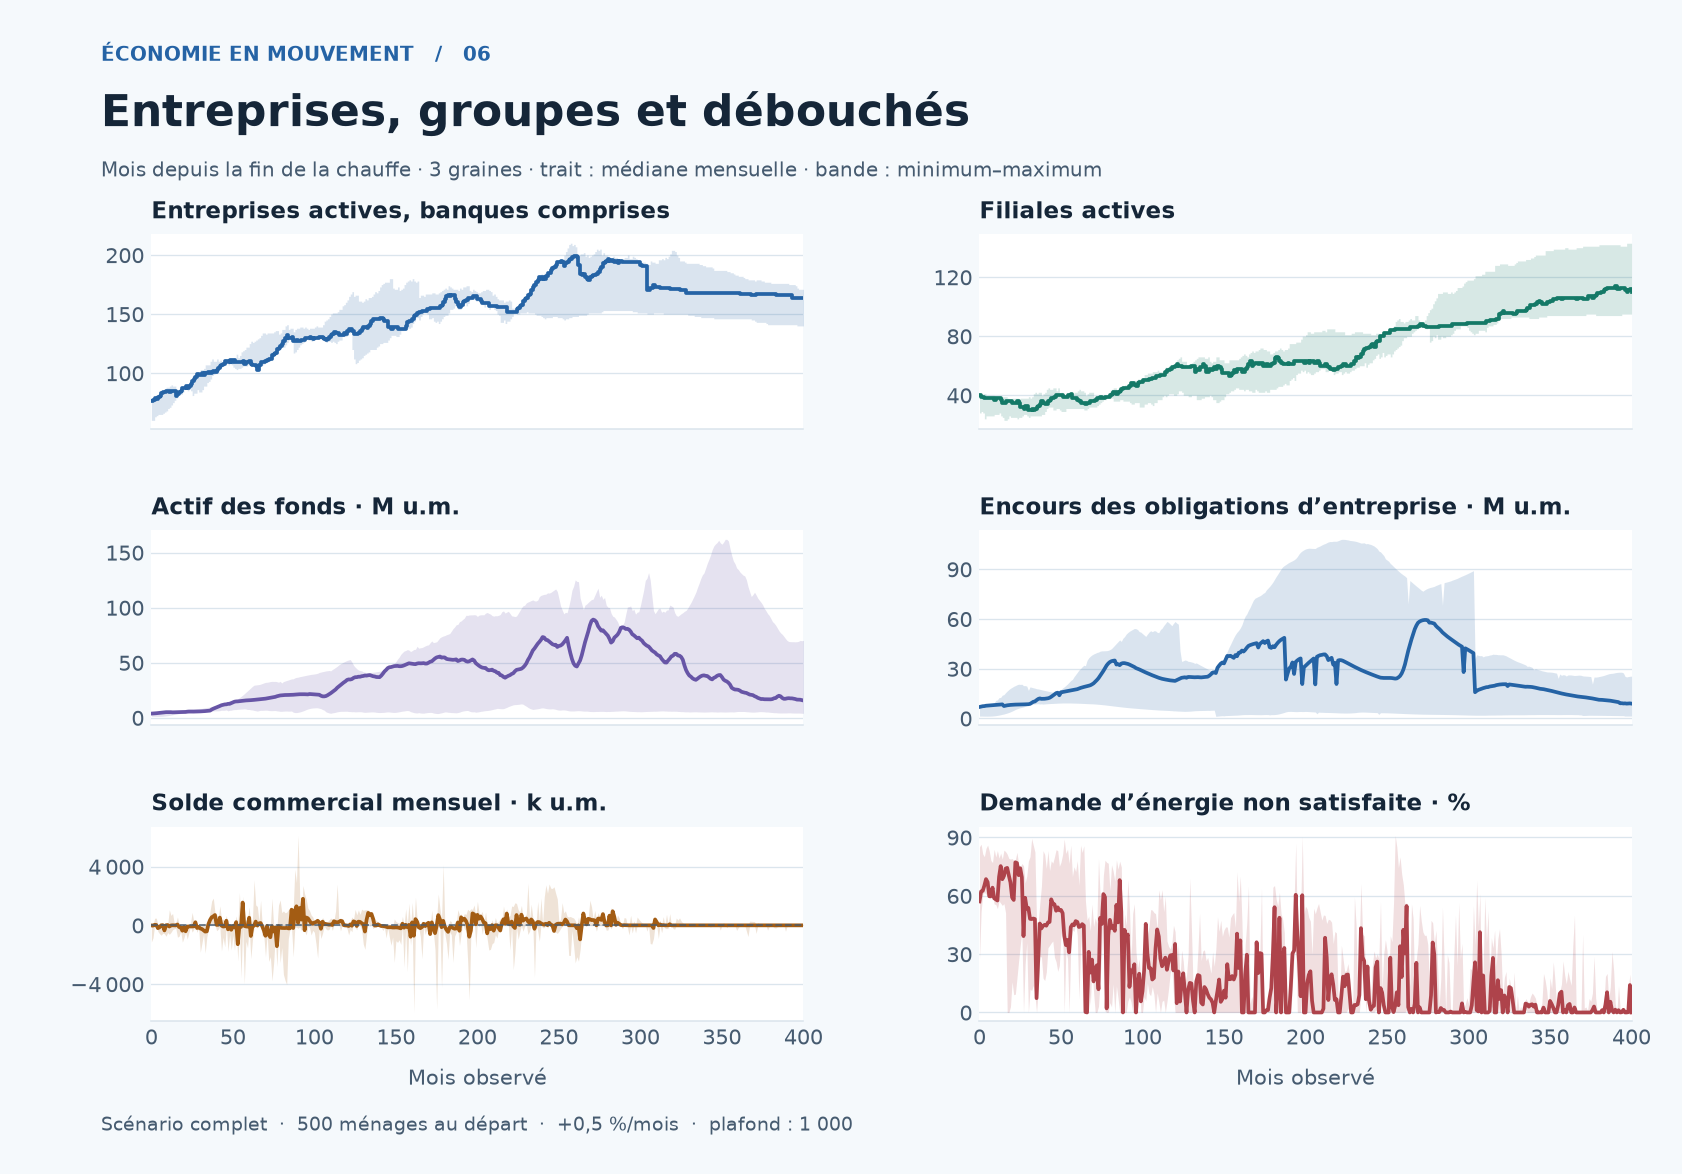 ÉCONOMIE EN MOUVEMENT / 06
Entreprises, groupes et débouchés
Mois depuis la fin de la chauffe · 3 graines · trait : médiane mensuelle · bande : minimum–maximum
Entreprises actives, banques comprises
200
150
100
Filiales actives
120
80
40
Actif des fonds · M u.m.
150
100
50
0
Encours des obligations d’entreprise · M u.m.
90
60
30
0
Solde commercial mensuel · k u.m.
4 000
0
−4 000
0 50 100 150 200 250 300 350 400
Mois observé
Demande d’énergie non satisfaite · %
90
60
30
0
0 50 100 150 200 250 300 350 400
Mois observé
Scénario complet · 500 ménages au départ · +0,5 %/mois · plafond : 1 000